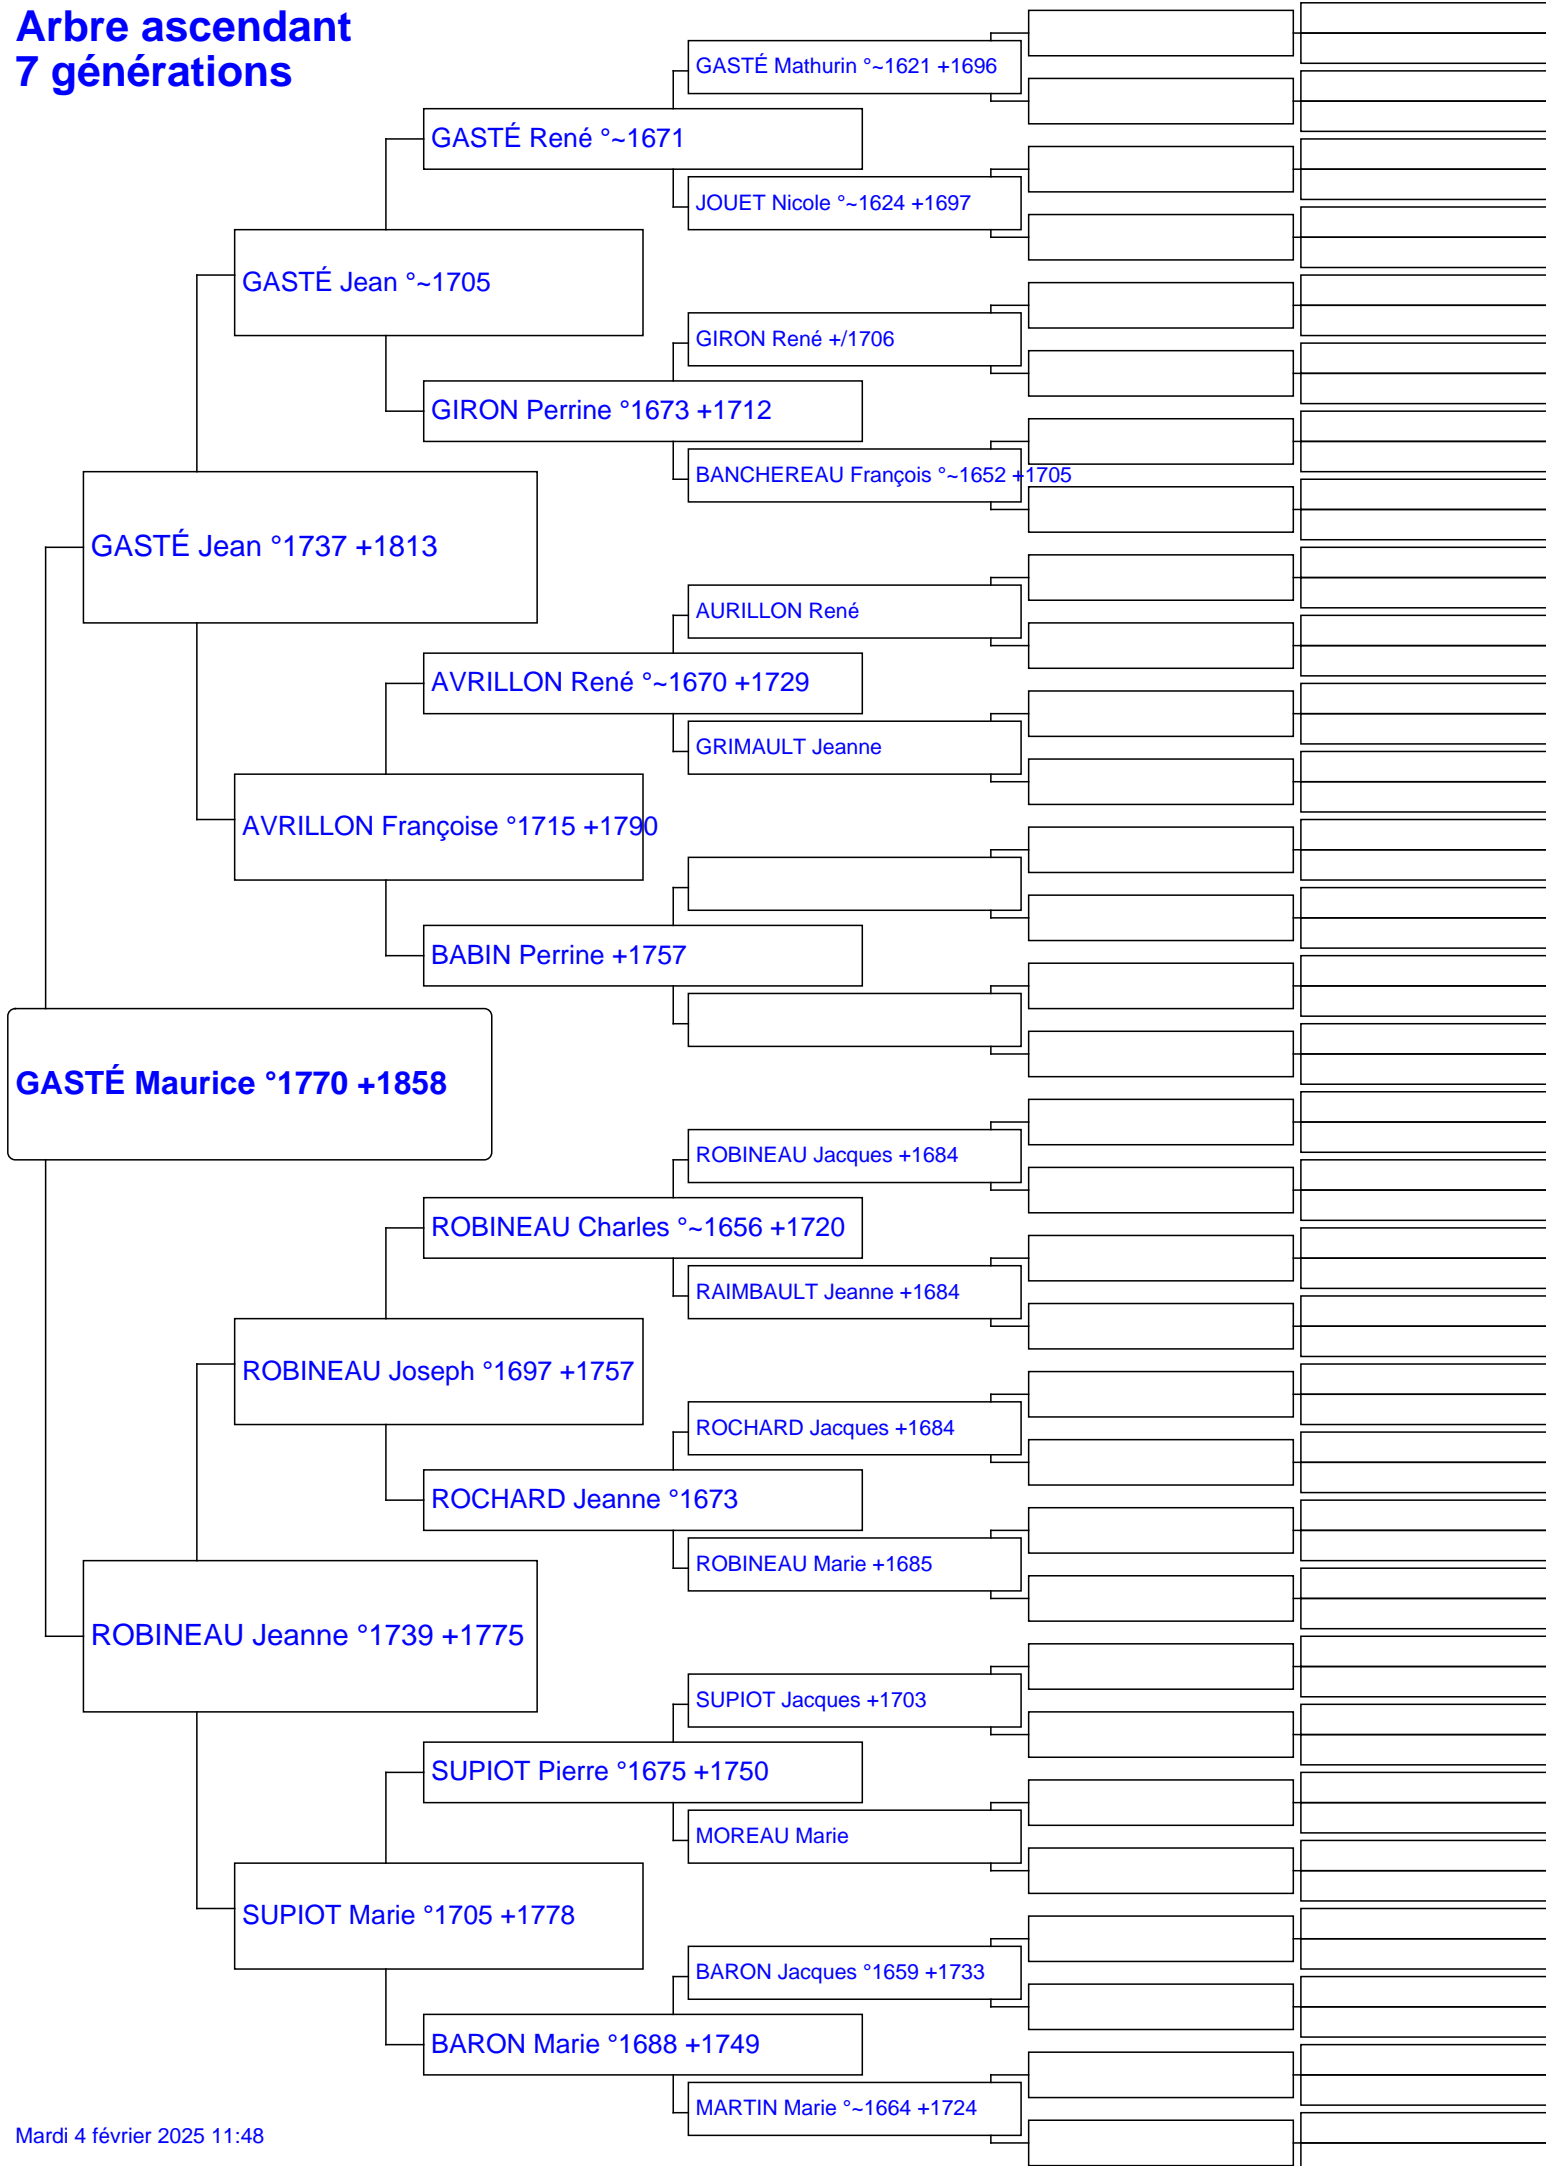 Arbre ascendant
7 générations
GASTÉ Mathurin °~1621 +1696
GASTÉ René °~1671
JOUET Nicole °~1624 +1697
GASTÉ Jean °~1705
GIRON René +/1706
GIRON Perrine °1673 +1712
BANCHEREAU François °~1652 +1705
GASTÉ Jean °1737 +1813
AURILLON René
AVRILLON René °~1670 +1729
GRIMAULT Jeanne
AVRILLON Françoise °1715 +1790
BABIN Perrine +1757
GASTÉ Maurice °1770 +1858
ROBINEAU Jacques +1684
ROBINEAU Charles °~1656 +1720
RAIMBAULT Jeanne +1684
ROBINEAU Joseph °1697 +1757
ROCHARD Jacques +1684
ROCHARD Jeanne °1673
ROBINEAU Marie +1685
ROBINEAU Jeanne °1739 +1775
SUPIOT Jacques +1703
SUPIOT Pierre °1675 +1750
MOREAU Marie
SUPIOT Marie °1705 +1778
BARON Jacques °1659 +1733
BARON Marie °1688 +1749
MARTIN Marie °~1664 +1724
Mardi 4 février 2025 11:48